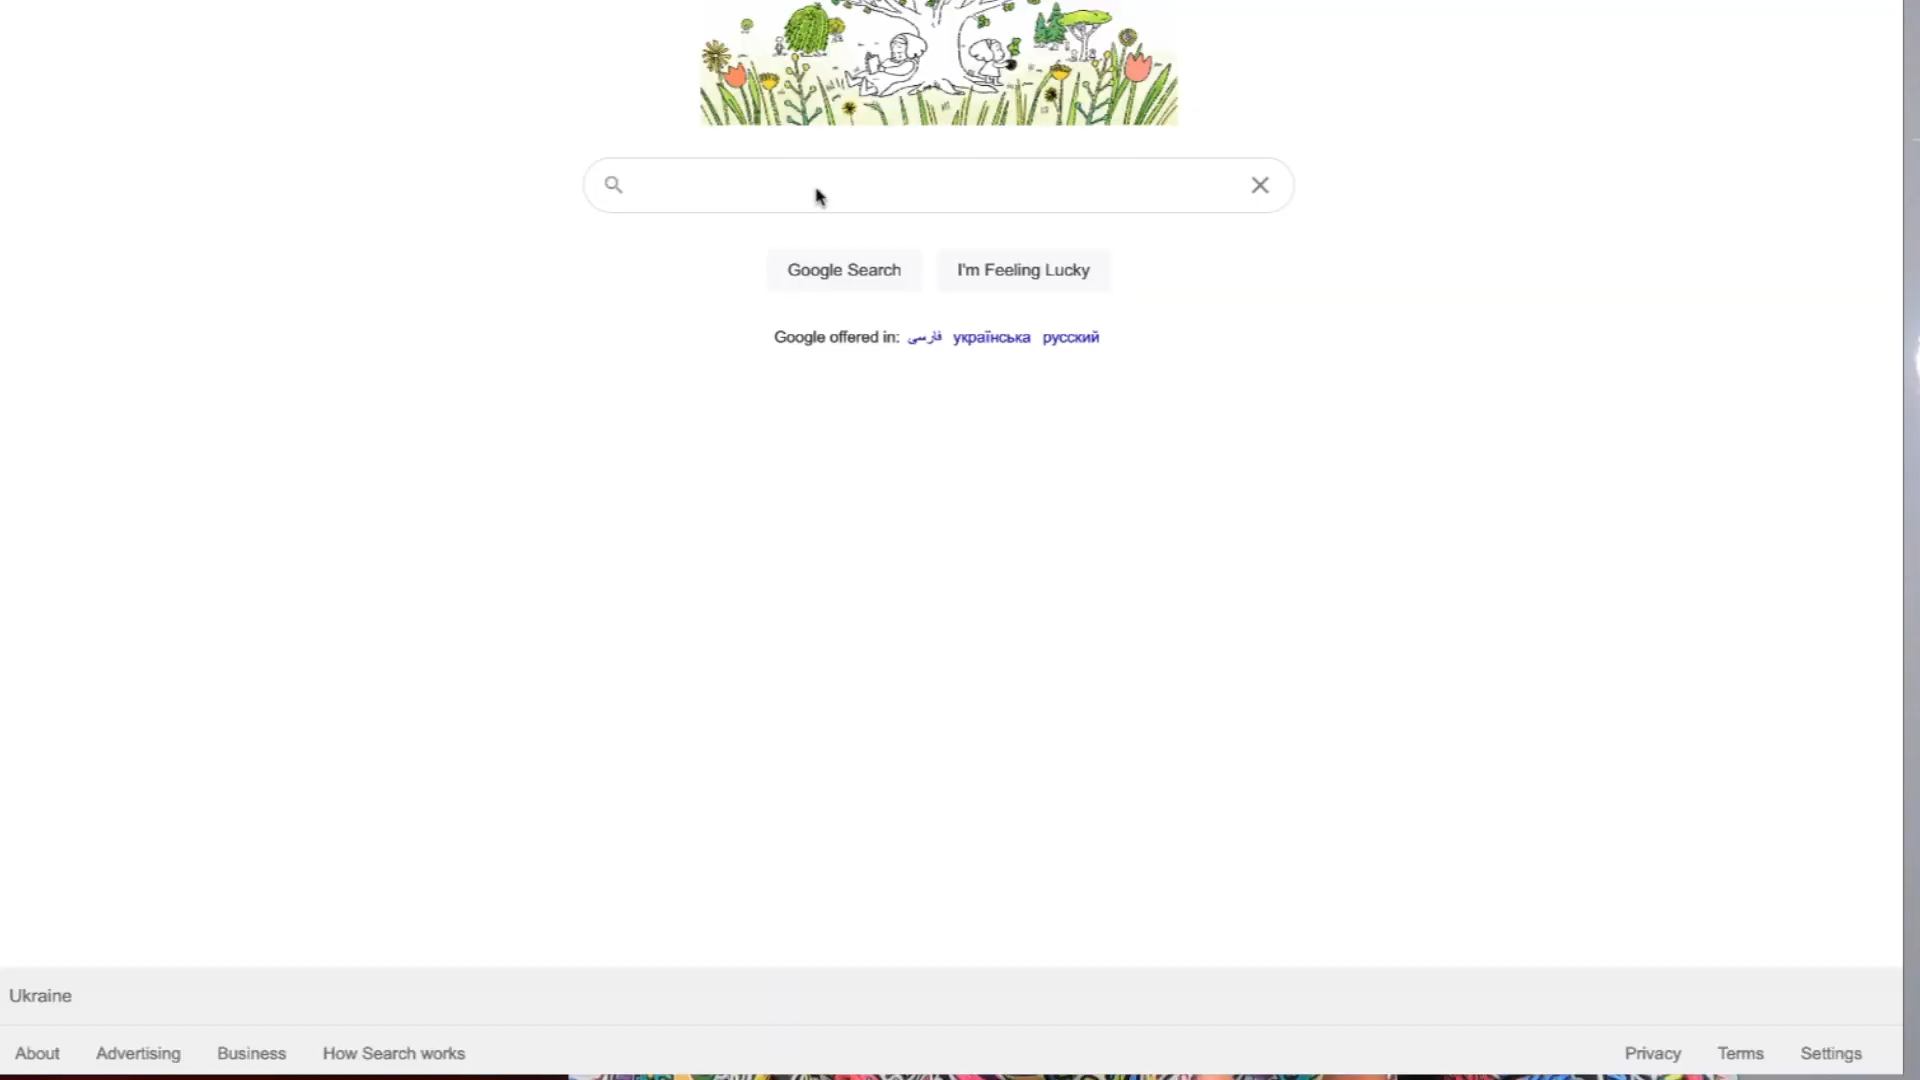 Google Search I'm Feeling Lucky
Google offered in: فارسی українська русский
Ukraine
About Advertising Business How Search works Privacy Terms Settings